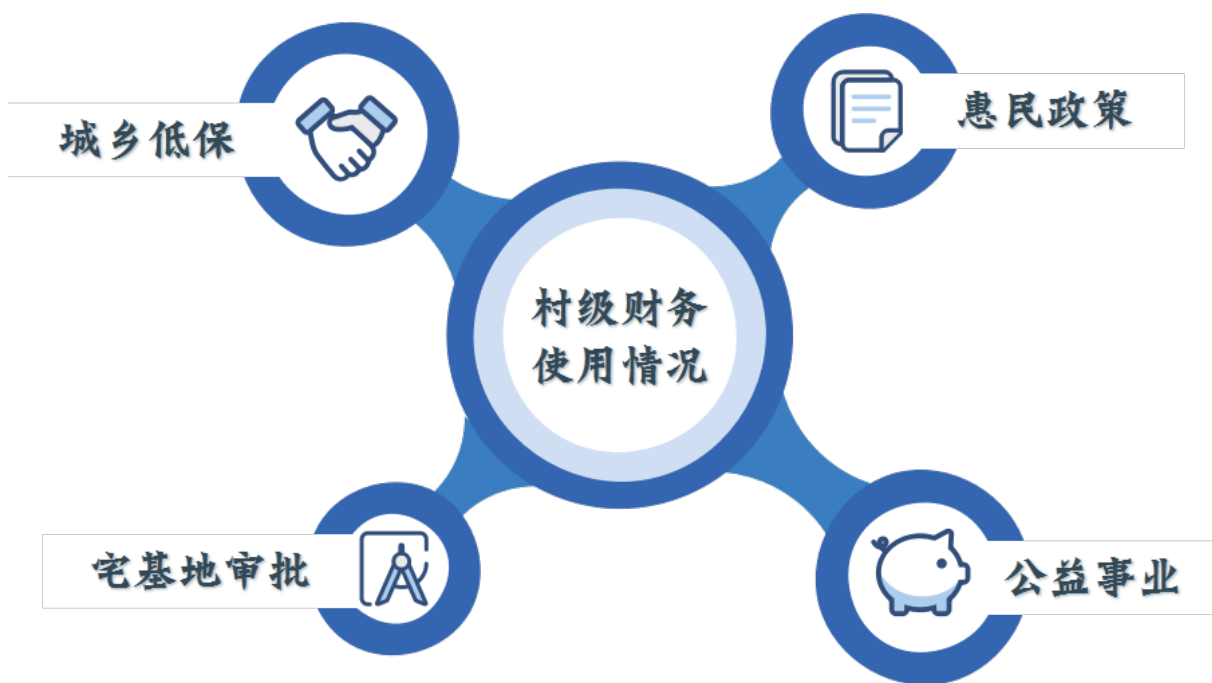 城乡低保
惠民政策
村级财务
使用情况
宅基地审批
公益事业